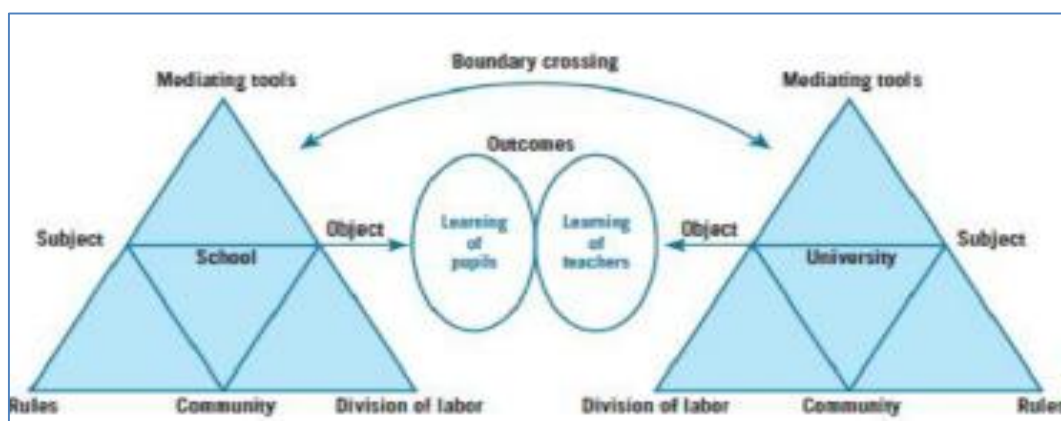 Boundary crossing
Mediating tools
Mediating tools
Outcomes
Subject
Object
Learning
of
pupils
Learning
of
teachers
Object
Subject
School
University
Rules
Community
Division of labor
Division of labor
Community
Rules